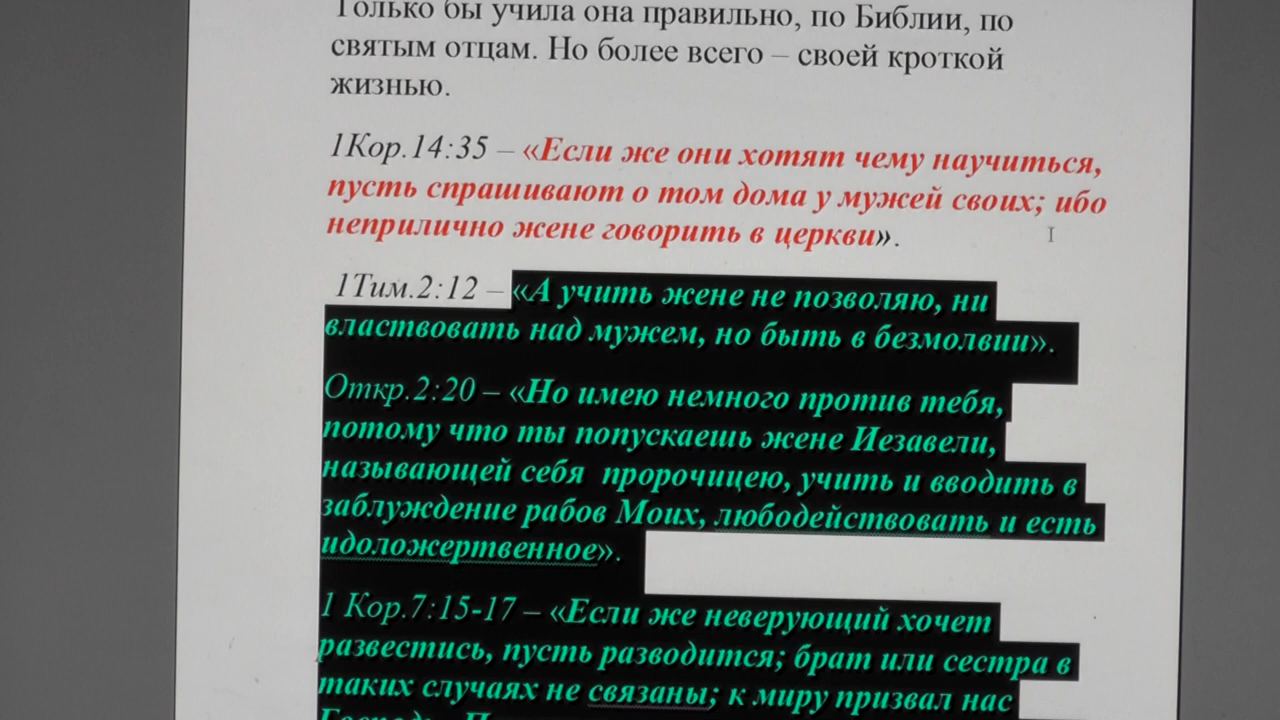 Только бы учила она правильно, по Библии, по
святым отцам. Но более всего – своей кроткой
жизнью.
1Кор.14:35 – «Если же они хотят чему научиться,
пусть спрашивают о том дома у мужей своих; ибо
неприлично жене говорить в церкви».
1Тим.2:12 – «А учить жене не позволяю, ни
властвовать над мужем, но быть в безмолвии».
Откр.2:20 – «Но имею немного против тебя,
потому что ты попускаешь жене Иезавели,
называющей себя пророчицею, учить и вводить в
заблуждение рабов Моих, любодействовать и есть
идоложертвенное».
1 Кор.7:15-17 – «Если же неверующий хочет
развестись, пусть разводится; брат или сестра в
таких случаях не связаны; к миру призвал нас